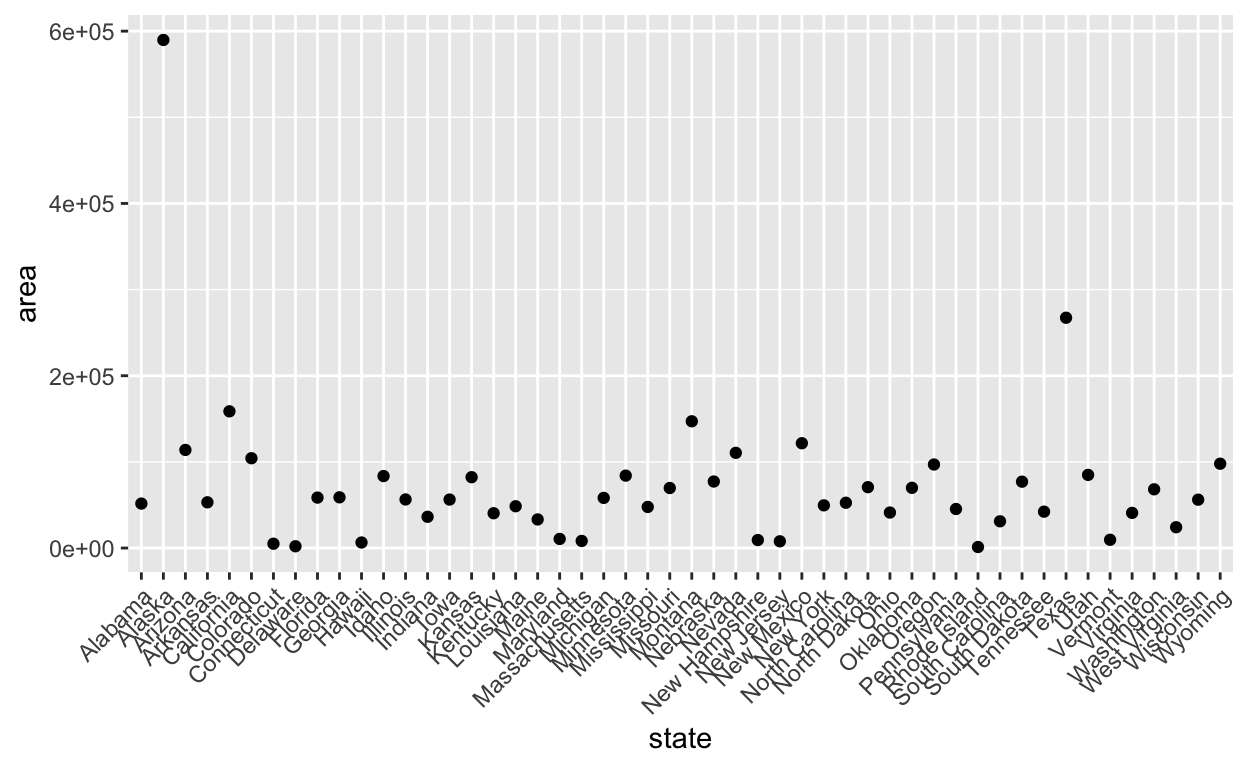 6e+05
4e+05
2e+05
0e+00
area
Alabama
Alaska
Arizona
Arkansas
California
Colorado
Connecticut
Delaware
Florida
Georgia
Hawaii
Idaho
Illinois
Indiana
Iowa
Kansas
Kentucky
Louisiana
Maine
Maryland
Massachusetts
Michigan
Minnesota
Mississippi
Missouri
Montana
Nebraska
Nevada
New Hampshire
New Jersey
New Mexico
New York
North Carolina
North Dakota
Ohio
Oklahoma
Oregon
Pennsylvania
Rhode Island
South Carolina
South Dakota
Tennessee
Texas
Utah
Vermont
Virginia
Washington
West Virginia
Wisconsin
Wyoming
state